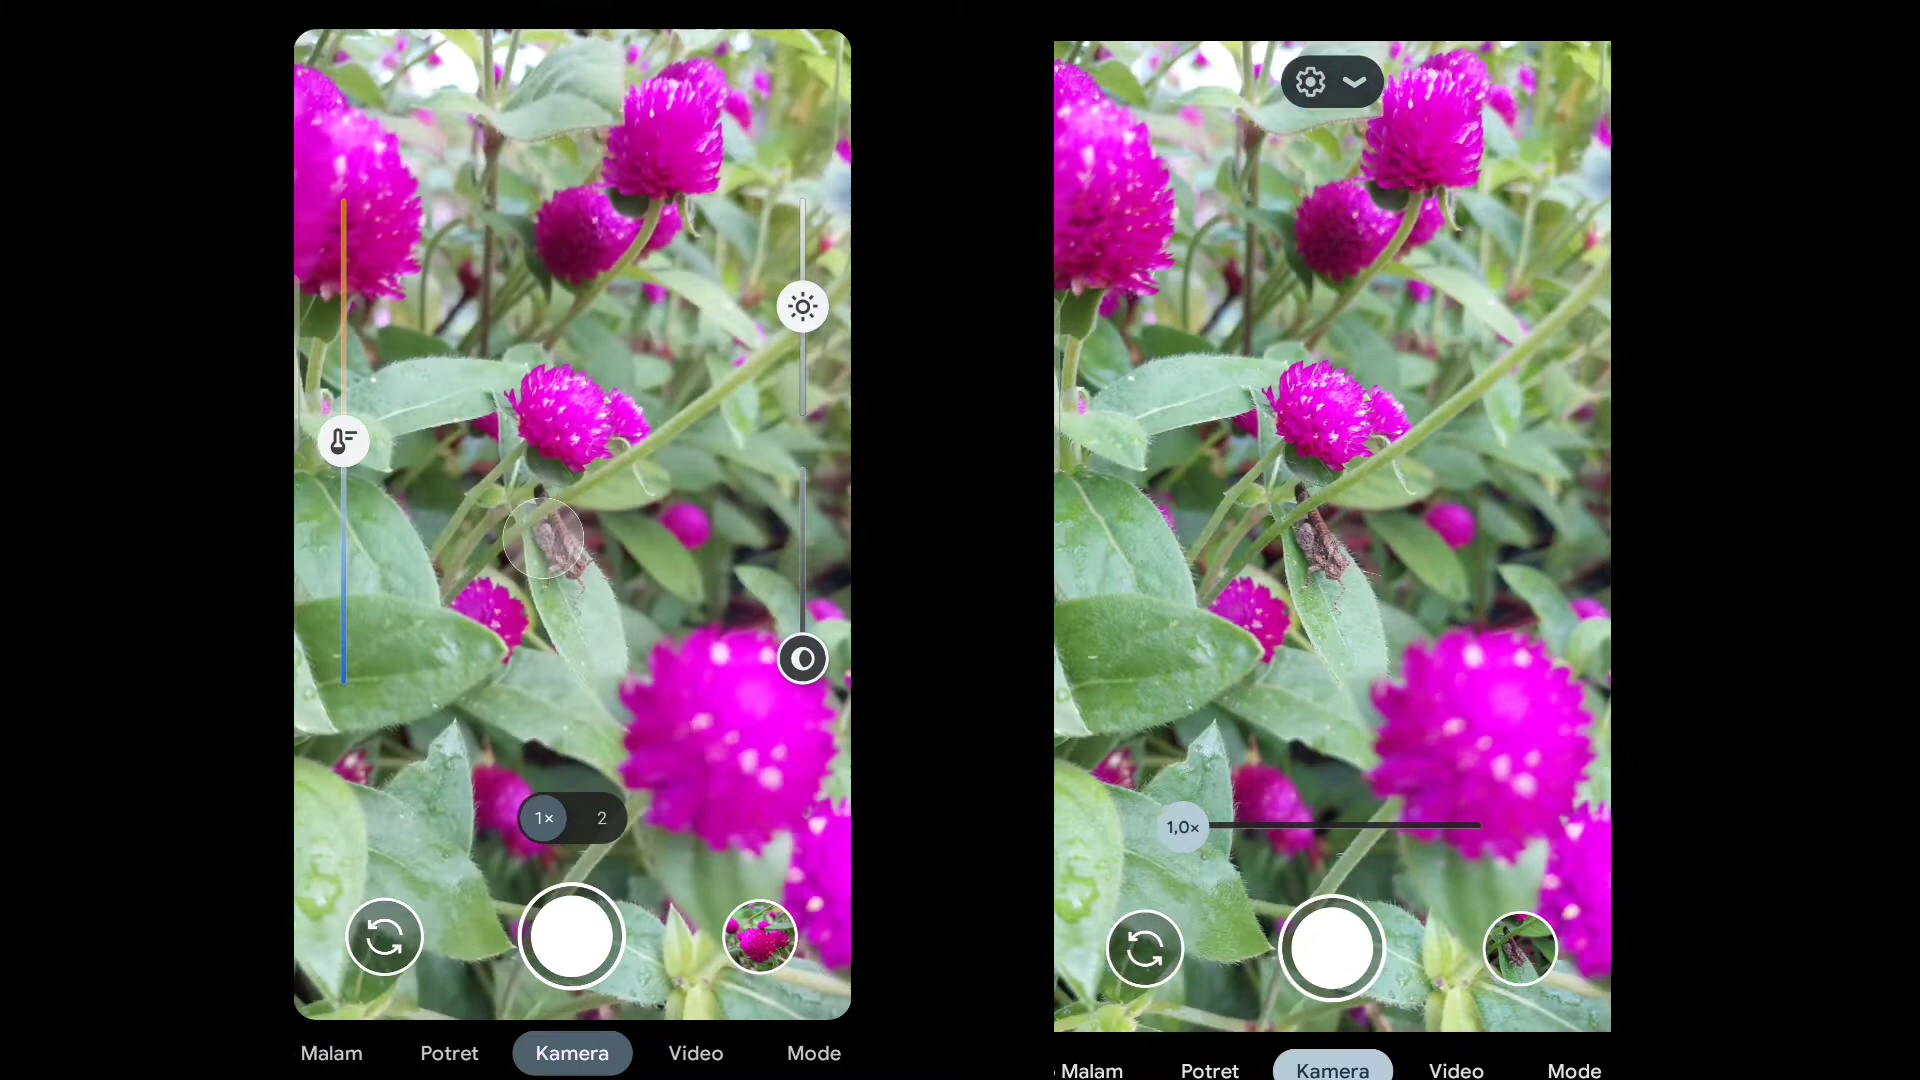 1×
2
Malam
Potret
Kamera
Video
Mode
1,0×
Malam
Potret
Kamera
Video
Mode